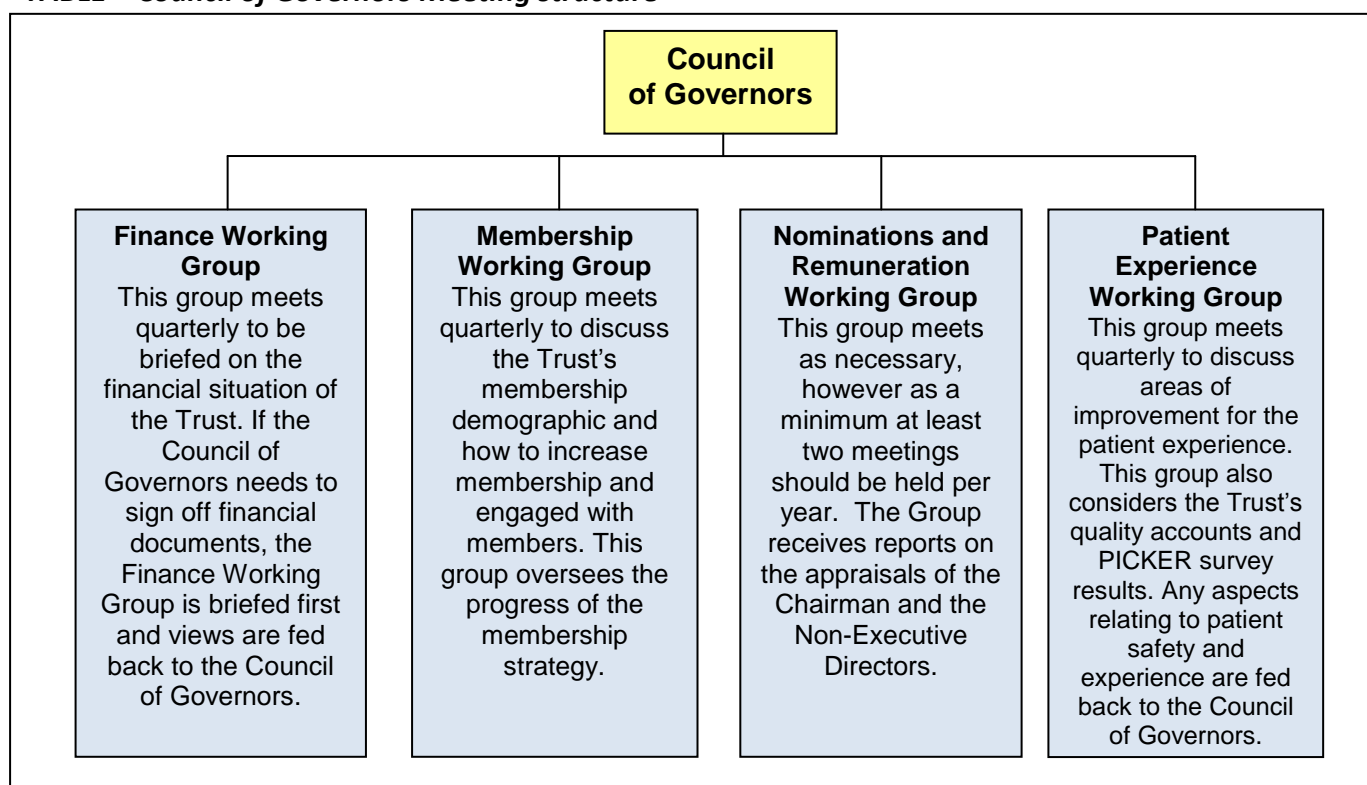 TABLE – Council of Governors meeting structure
Council
of Governors
Finance Working
Group
This group meets
quarterly to be
briefed on the
financial situation of
the Trust. If the
Council of
Governors needs to
sign off financial
documents, the
Finance Working
Group is briefed first
and views are fed
back to the Council
of Governors.
Membership
Working Group
This group meets
quarterly to discuss
the Trust’s
membership
demographic and
how to increase
membership and
engaged with
members. This
group oversees the
progress of the
membership
strategy.
Nominations and
Remuneration
Working Group
This group meets
as necessary,
however as a
minimum at least
two meetings
should be held per
year.  The Group
receives reports on
the appraisals of the
Chairman and the
Non-Executive
Directors.
Patient
Experience
Working Group
This group meets
quarterly to discuss
areas of
improvement for the
patient experience.
This group also
considers the Trust’s
quality accounts and
PICKER survey
results. Any aspects
relating to patient
safety and
experience are fed
back to the Council
of Governors.